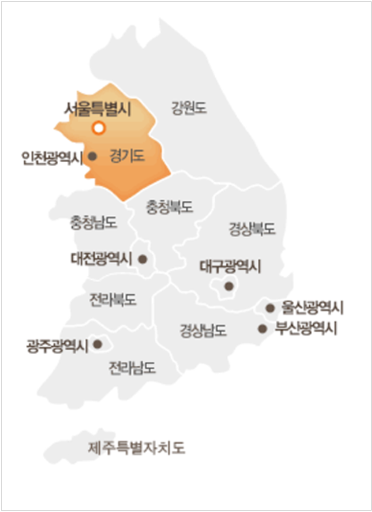 서울특별시
강원도
인천광역시
경기도
충청북도
충청남도
경상북도
대전광역시
대구광역시
전라북도
울산광역시
부산광역시
경상남도
광주광역시
전라남도
제주특별자치도